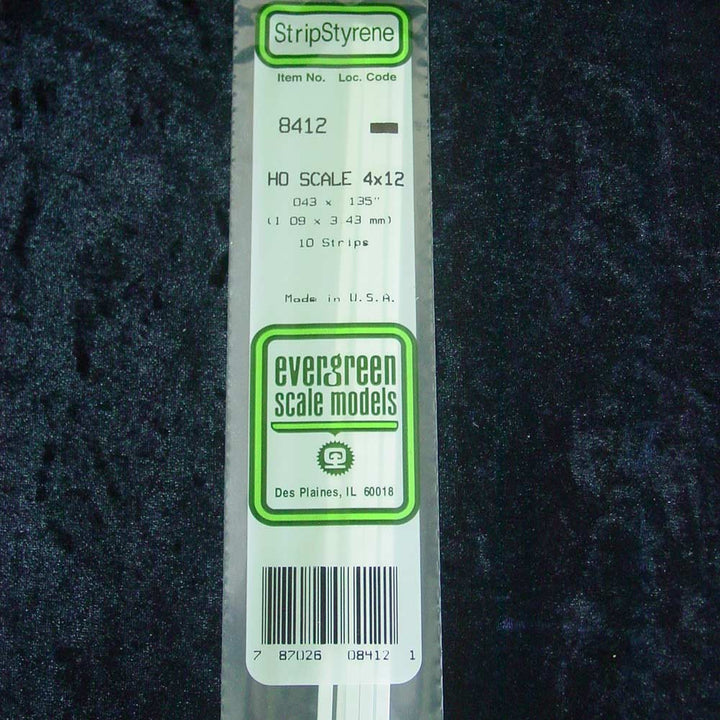 StripStyrene
Item No. Loc. Code
8412
HO SCALE 4x12
.043 x .135"
(1.09 x 3.43 mm)
10 Strips
Made in U.S.A.
evergreen
scale models
Des Plaines, IL 60018
7 87026 08412 1